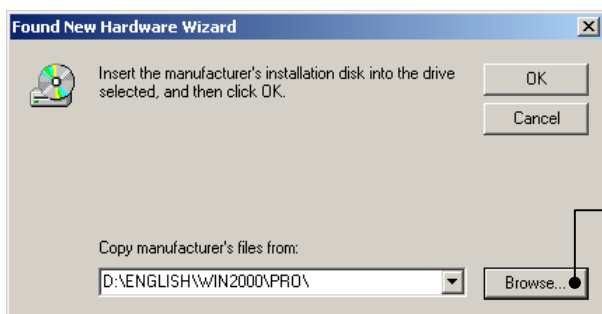 Found New Hardware Wizard
Insert the manufacturer's installation disk into the drive
selected, and then click OK.
OK
Cancel
Copy manufacturer's files from:
D:\ENGLISH\WIN2000\PRO\
Browse...